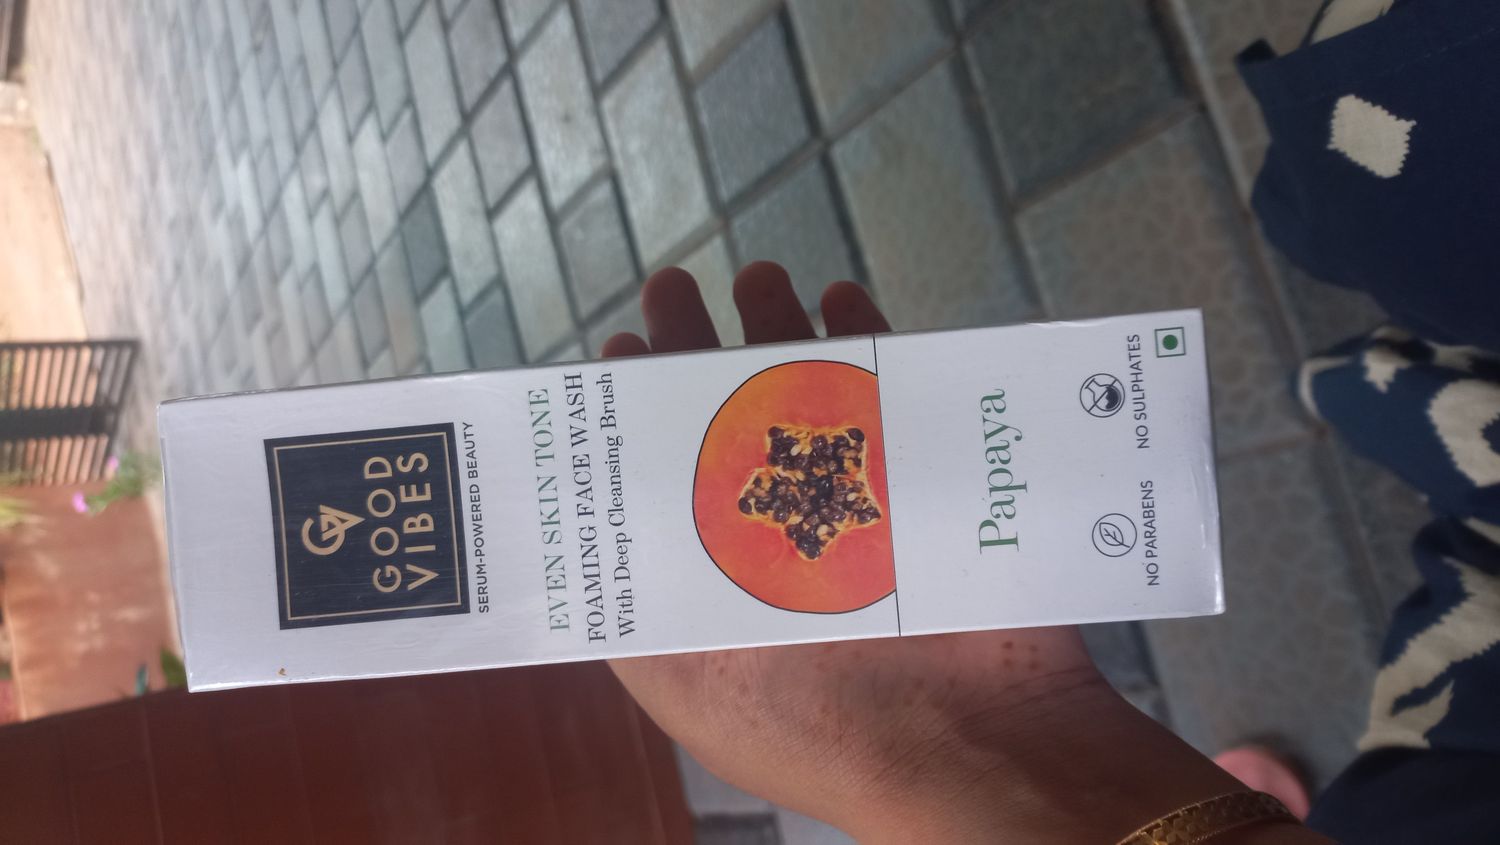 GV
GOOD
VIBES
SERUM-POWERED BEAUTY
EVEN SKIN TONE
FOAMING FACE WASH
With Deep Cleansing Brush
Papaya
NO PARABENS
NO SULPHATES